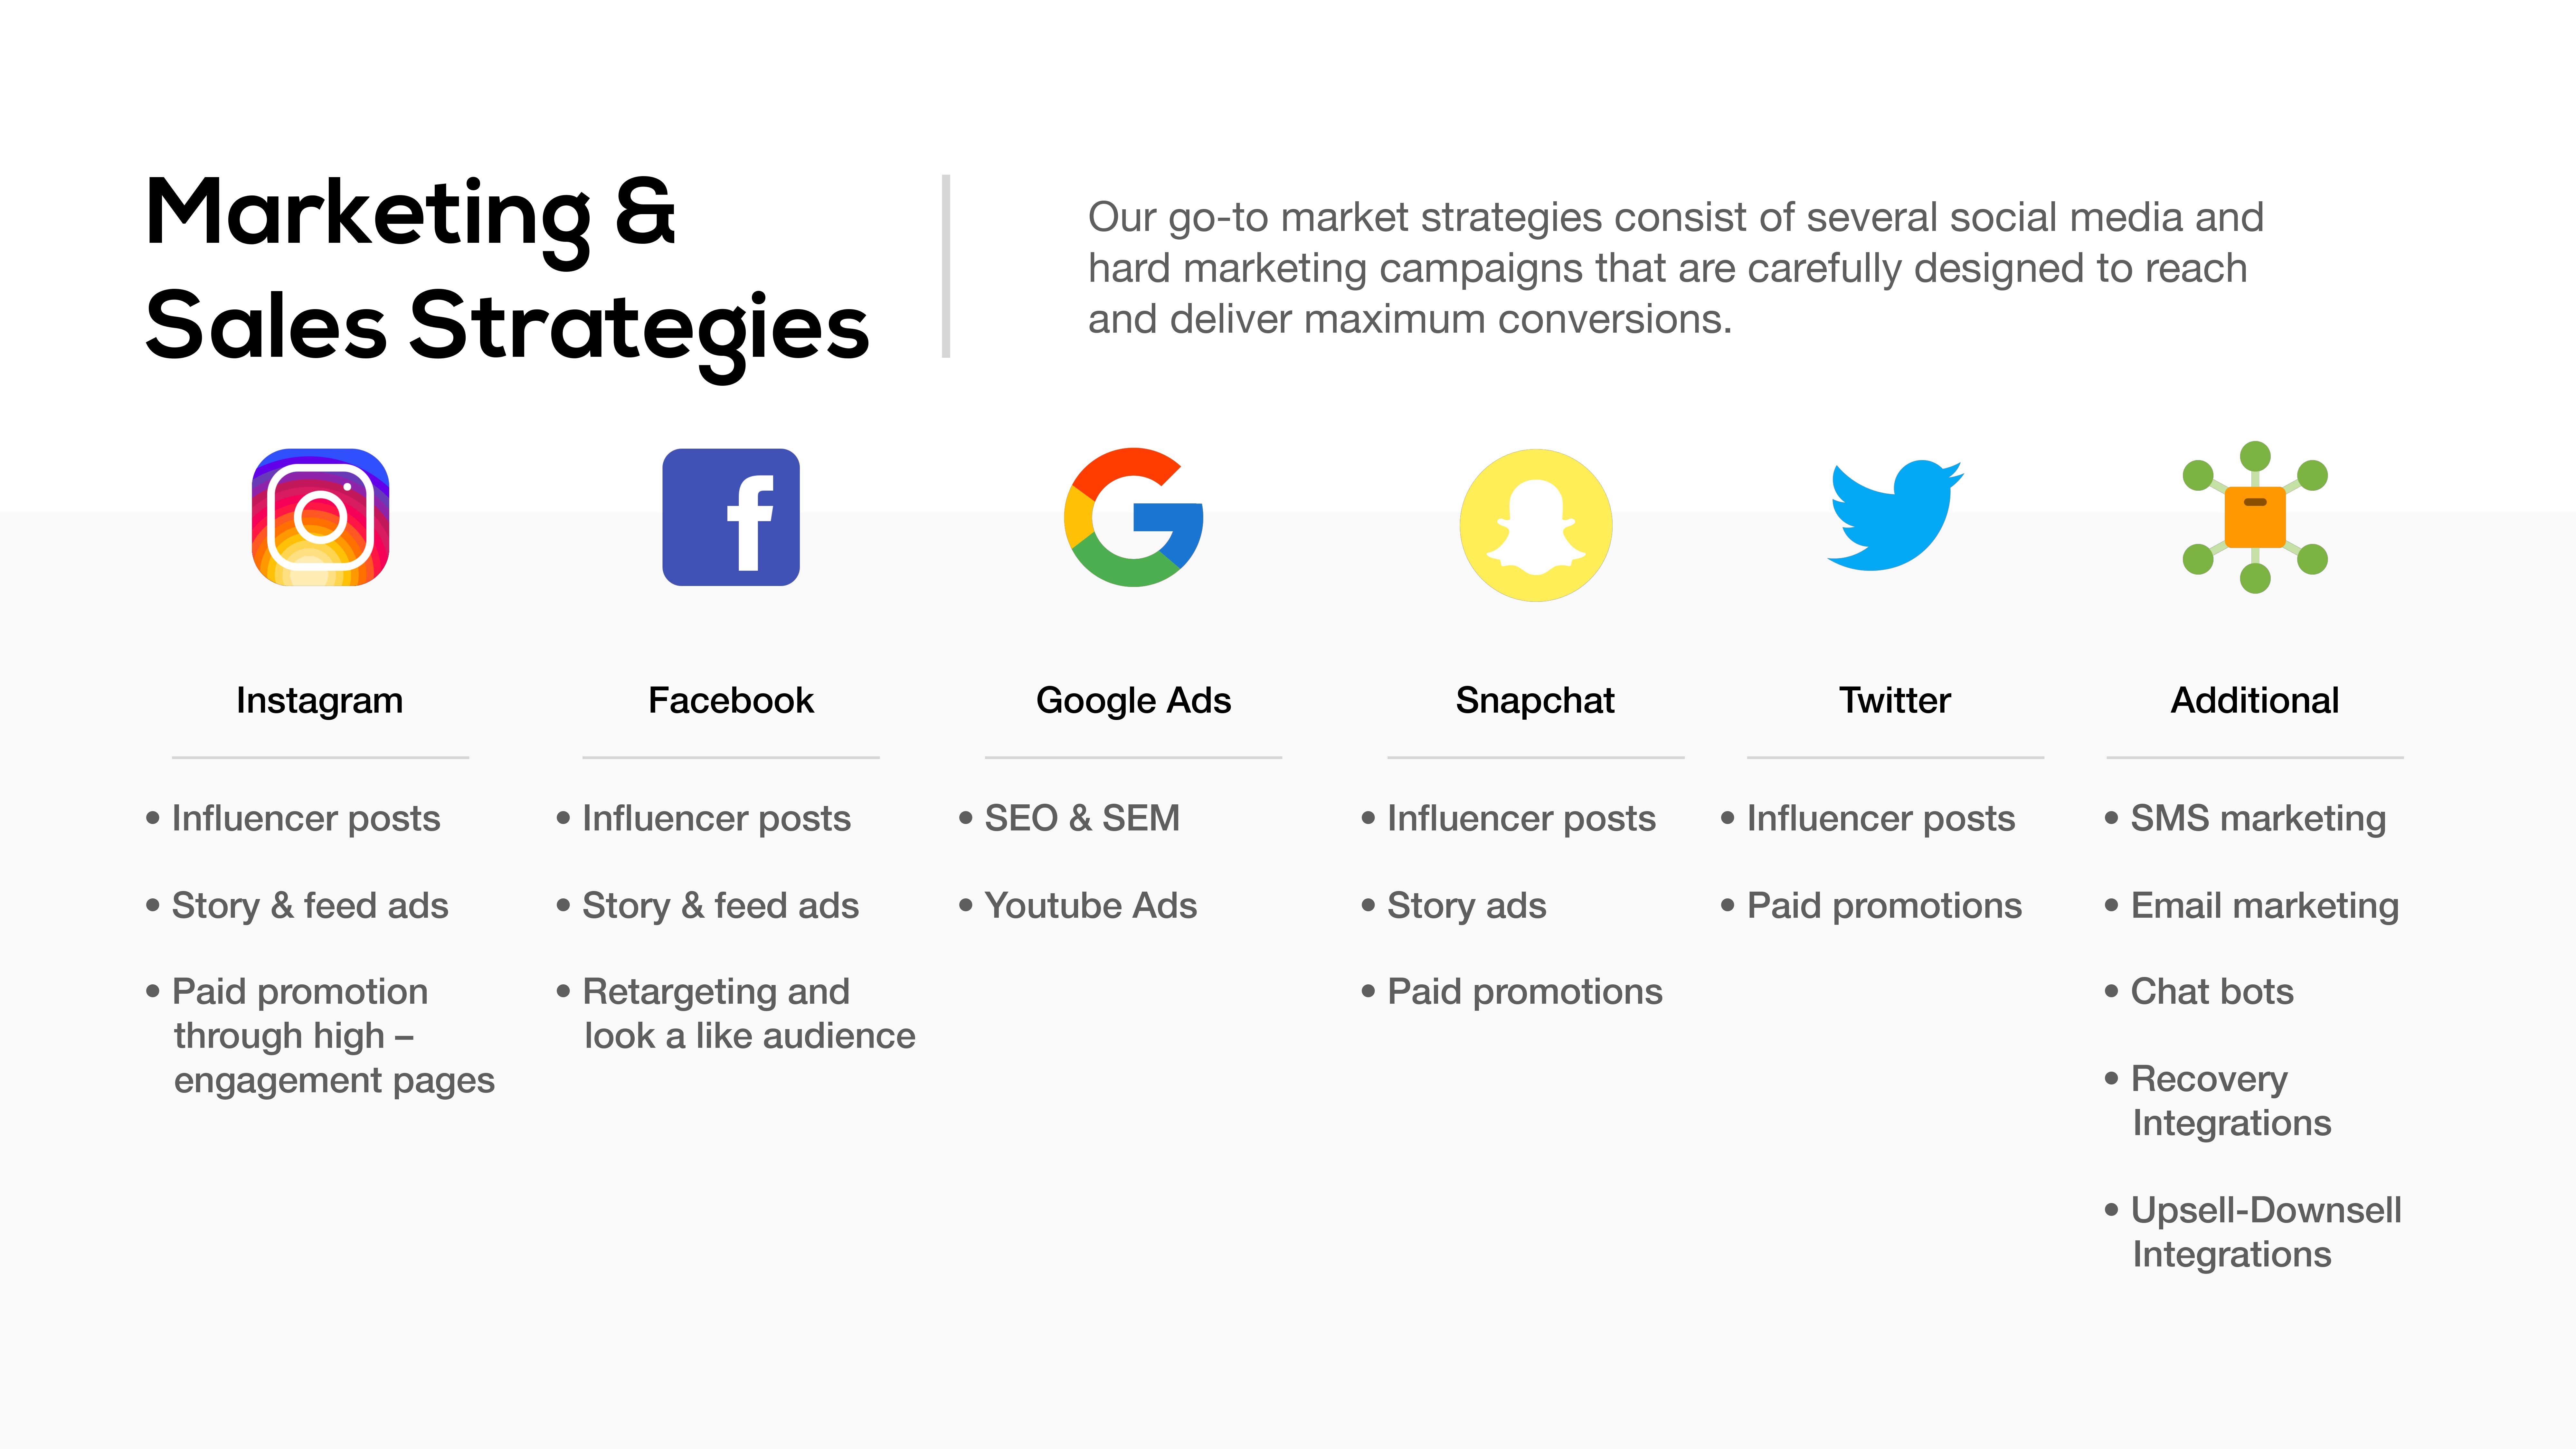 Marketing &
Sales Strategies
Our go-to market strategies consist of several social media and
hard marketing campaigns that are carefully designed to reach
and deliver maximum conversions.
Instagram
• Influencer posts
• Story & feed ads
• Paid promotion
through high –
engagement pages
Facebook
• Influencer posts
• Story & feed ads
• Retargeting and
look a like audience
Google Ads
• SEO & SEM
• Youtube Ads
Snapchat
• Influencer posts
• Story ads
• Paid promotions
Twitter
• Influencer posts
• Paid promotions
Additional
• SMS marketing
• Email marketing
• Chat bots
• Recovery
Integrations
• Upsell-Downsell
Integrations